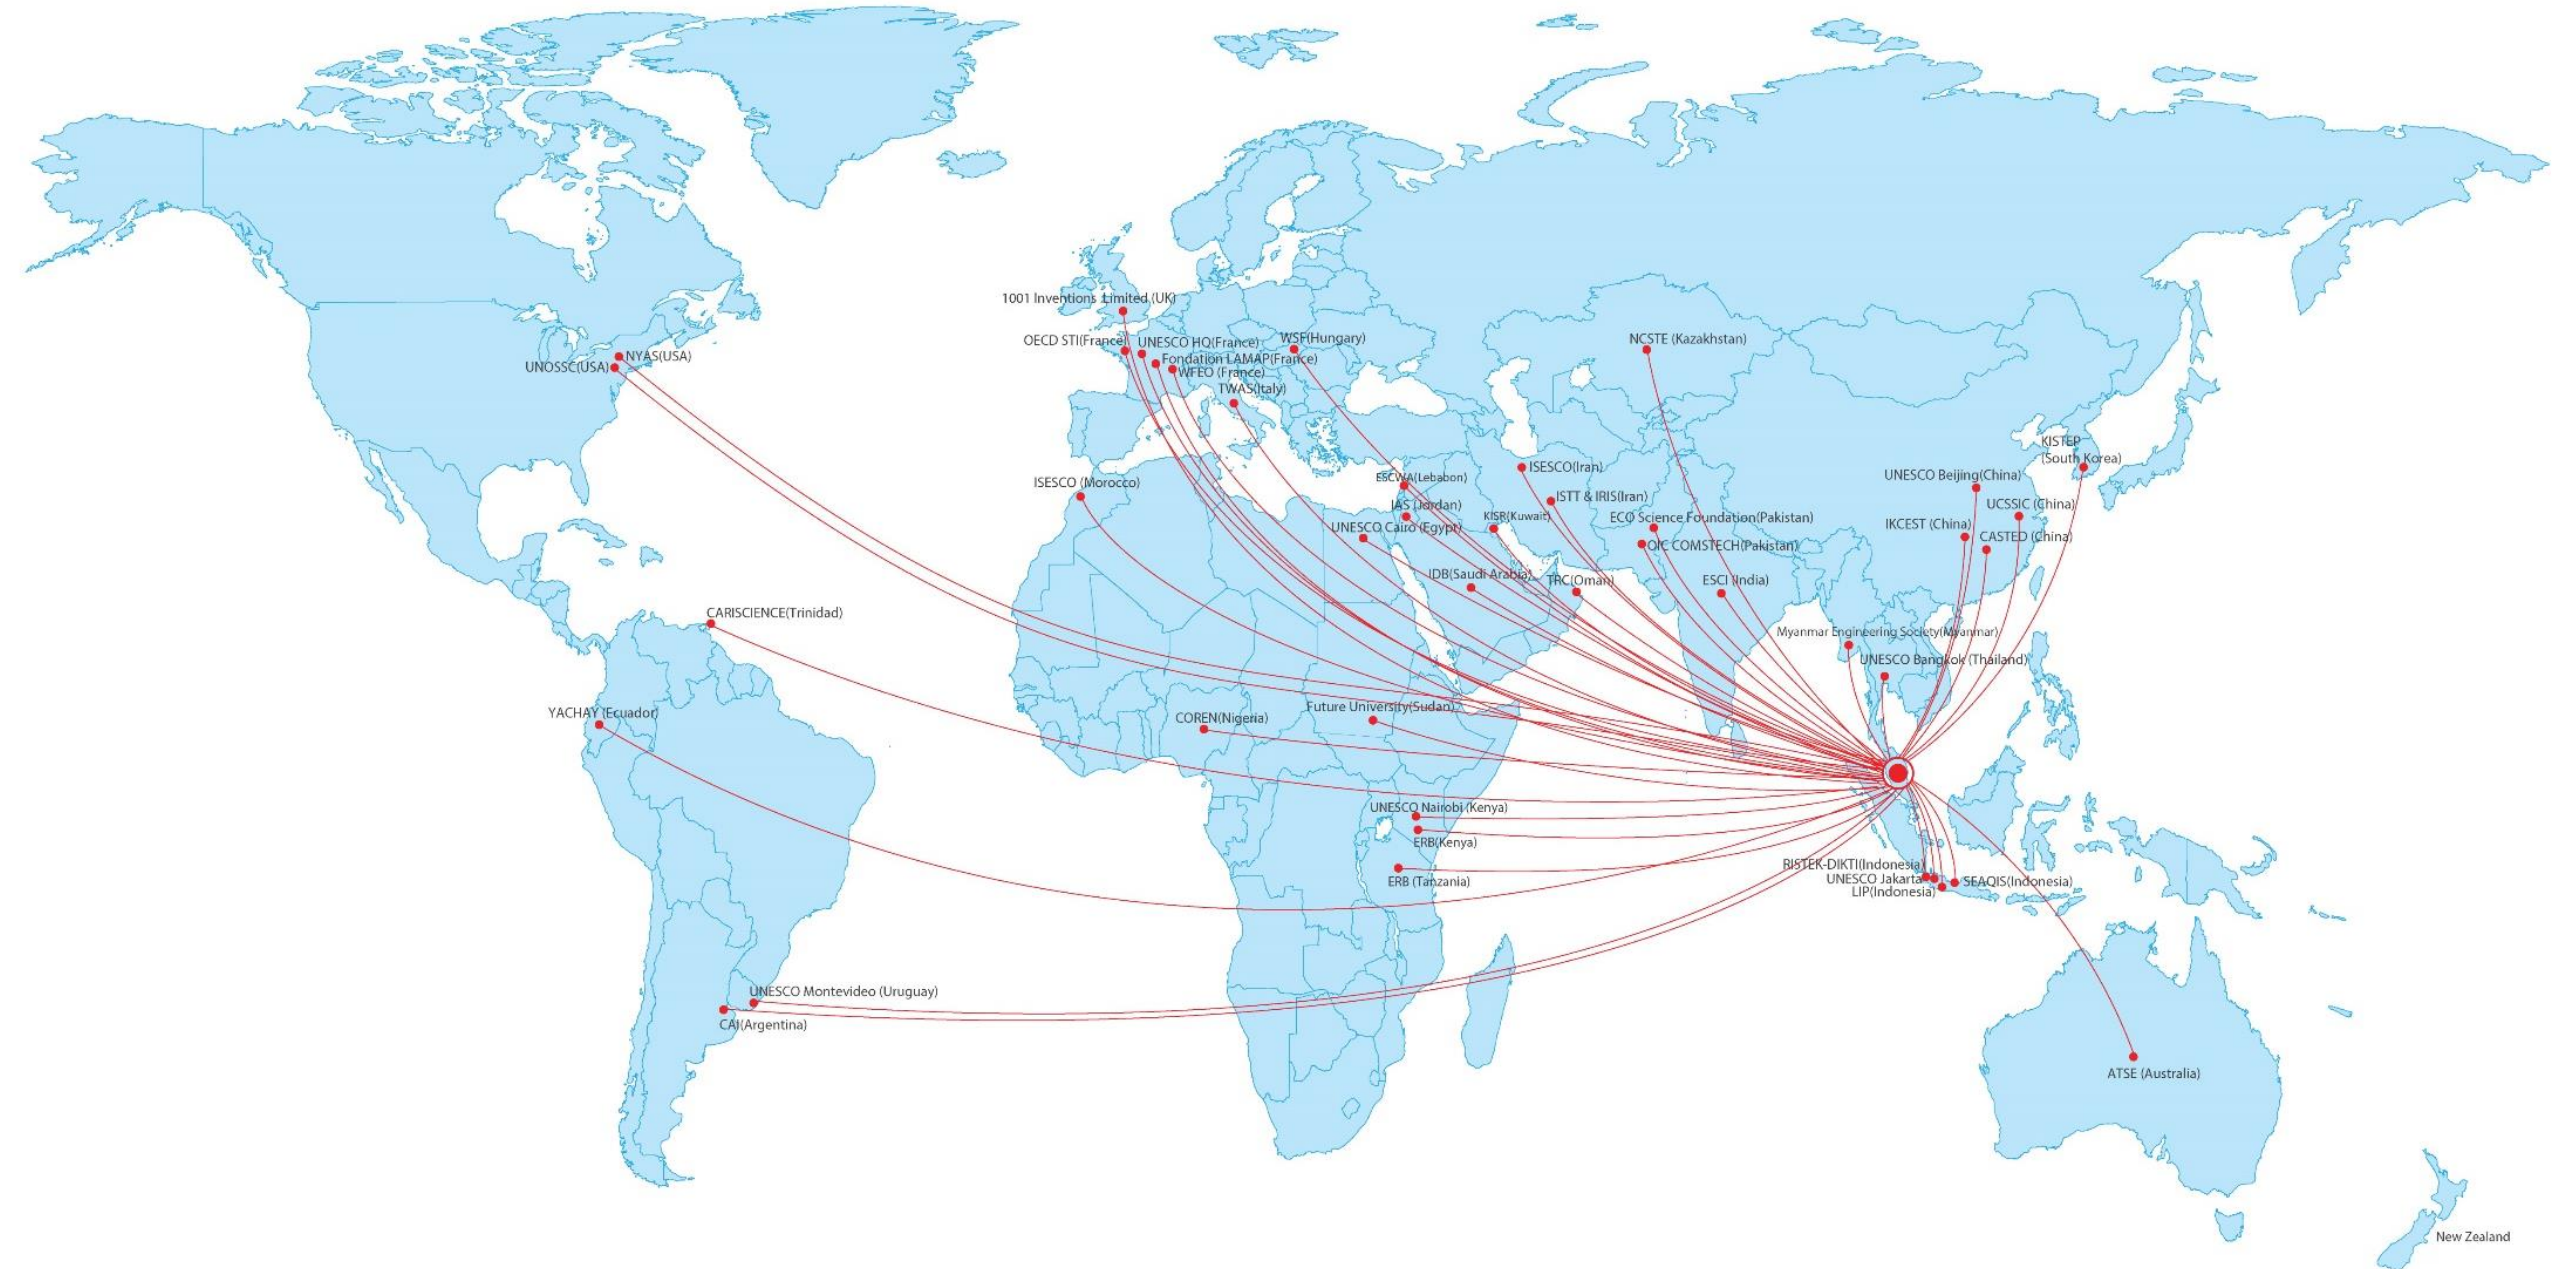 1001 Inventions Limited (UK)
OECD STI(France)
UNESCO HQ(France)
WSF(Hungary)
NCSTE (Kazakhstan)
NYAS(USA)
UNOSSC(USA)
Fondation LAMAP(France)
WFEO (France)
TWAS(Italy)
KISTEP
(South Korea)
ISESCO (Morocco)
ESCWA(Lebabon)
ISESCO(Iran)
UNESCO Beijing(China)
ISTT & IRIS(Iran)
IAS (Jordan)
KISR(Kuwait)
ECO Science Foundation(Pakistan)
UCSSIC (China)
UNESCO Cairo (Egypt)
IKCEST (China)
CASTED (China)
OIC COMSTECH(Pakistan)
IDB(Saudi Arabia)
TRC(Oman)
ESCI (India)
CARISCIENCE(Trinidad)
Myanmar Engineering Society(Myanmar)
UNESCO Bangkok (Thailand)
YACHAY (Ecuador)
COREN(Nigeria)
Future University(Sudan)
UNESCO Nairobi (Kenya)
ERB(Kenya)
ERB (Tanzania)
RISTEK-DIKTI(Indonesia)
UNESCO Jakarta
LIP(Indonesia)
SEAQIS(Indonesia)
UNESCO Montevideo (Uruguay)
CAI(Argentina)
ATSE (Australia)
New Zealand